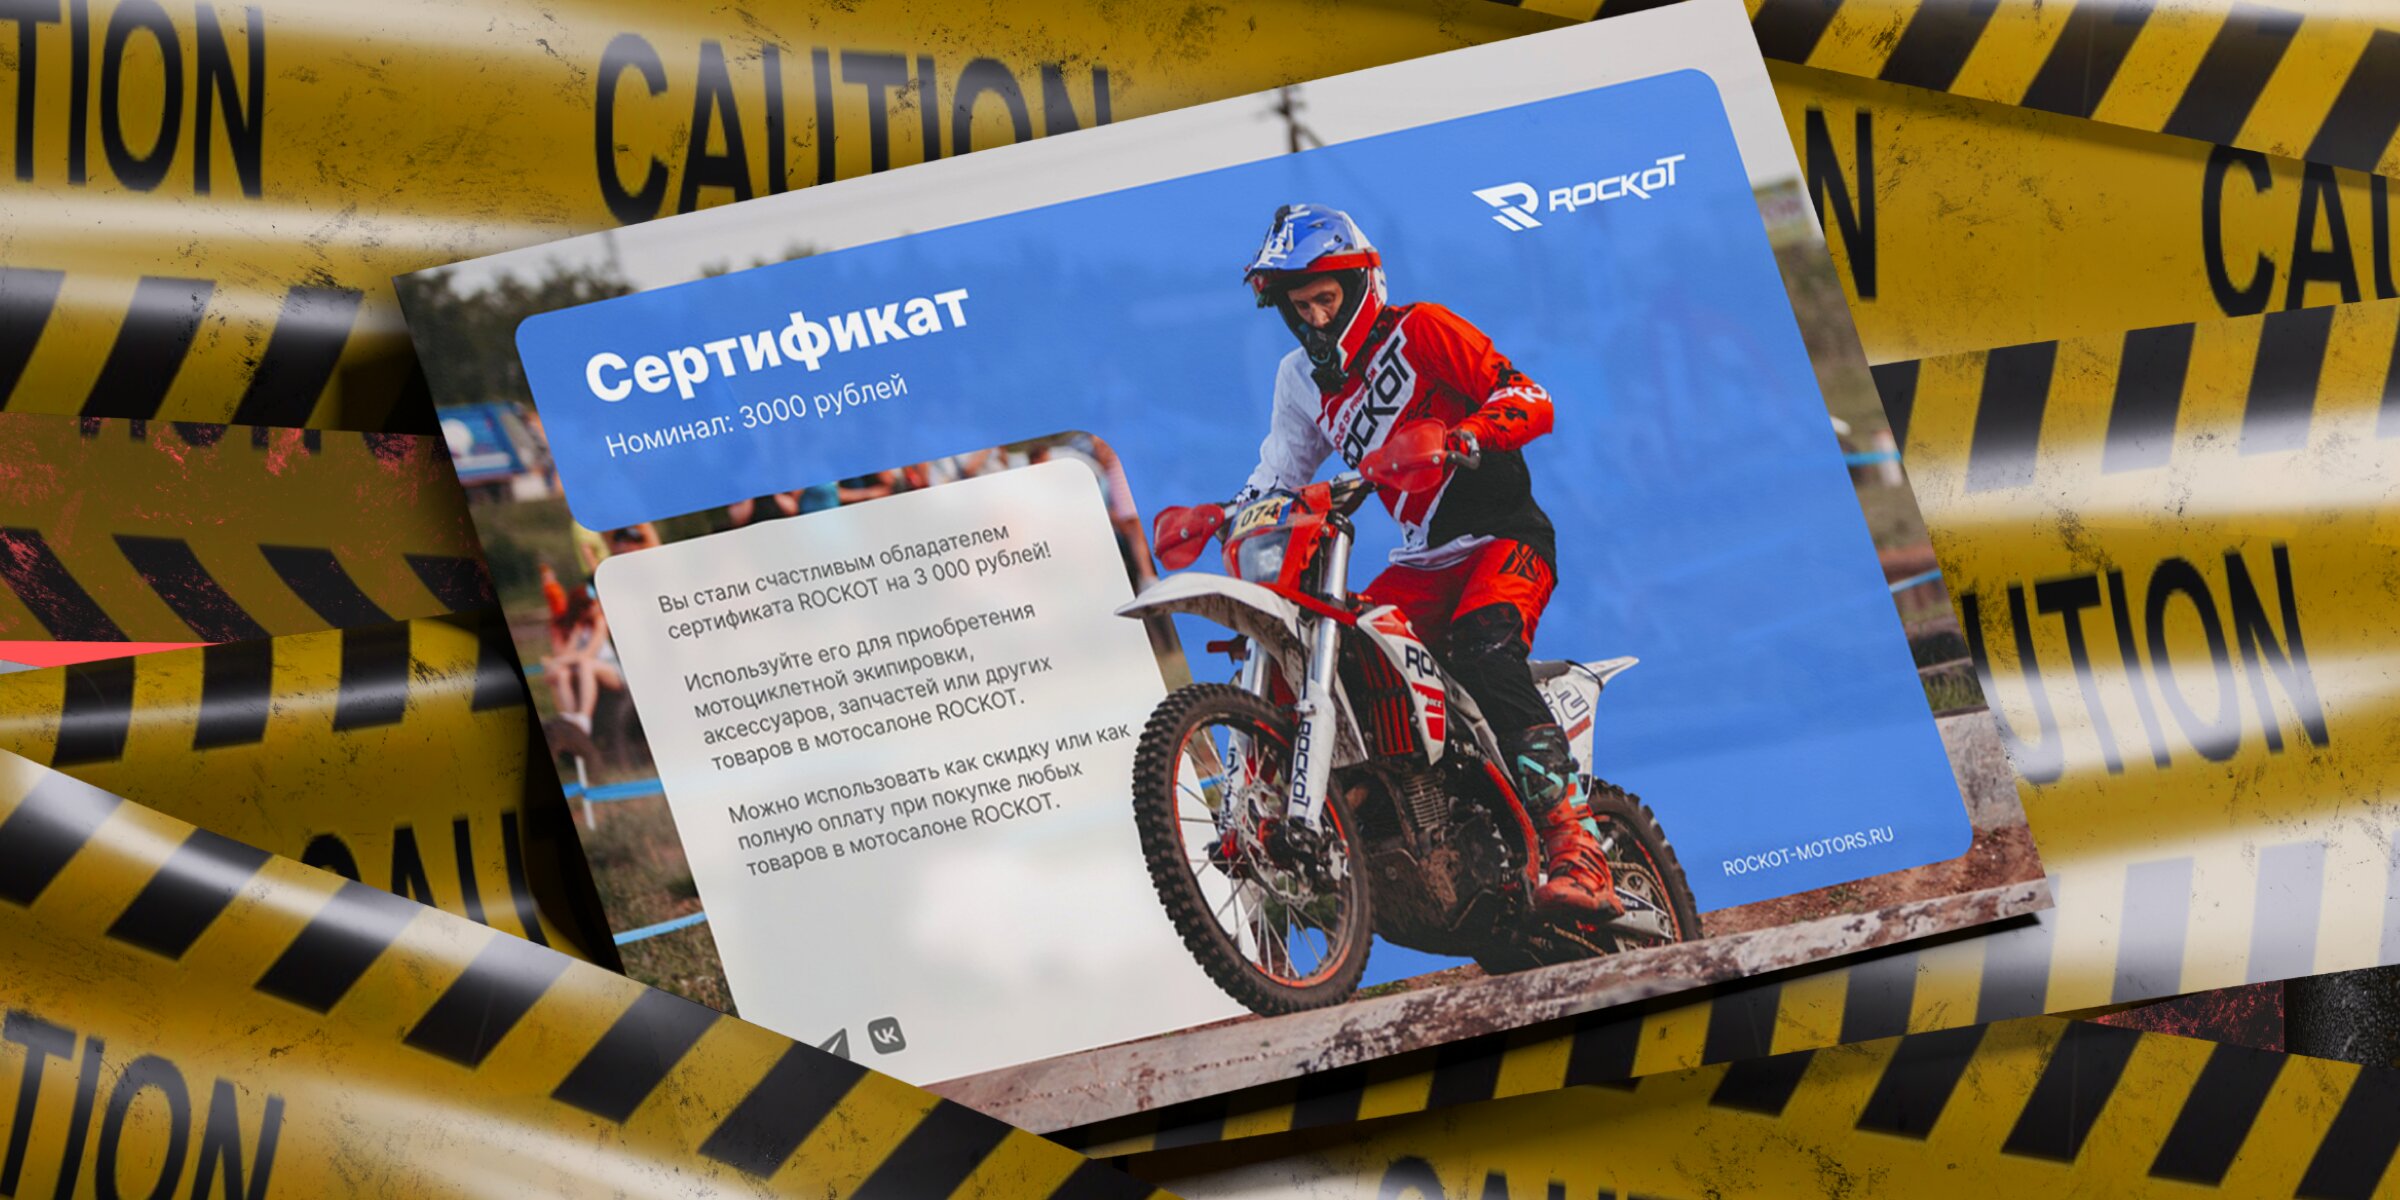 TION
CAUTION
N
CAU
ROCKOT
Сертификат
Номинал: 3000 рублей
ROCKOT
074
Вы стали счастливым обладателем
сертификата ROCKOT на 3 000 рублей!
Используйте его для приобретения
мотоциклетной экипировки,
аксессуаров, запчастей или других
товаров в мотосалоне ROCKOT.
Можно использовать как скидку или как
полную оплату при покупке любых
товаров в мотосалоне ROCKOT.
ROCKOT
UTION
ROCKOT-MOTORS.RU
TION